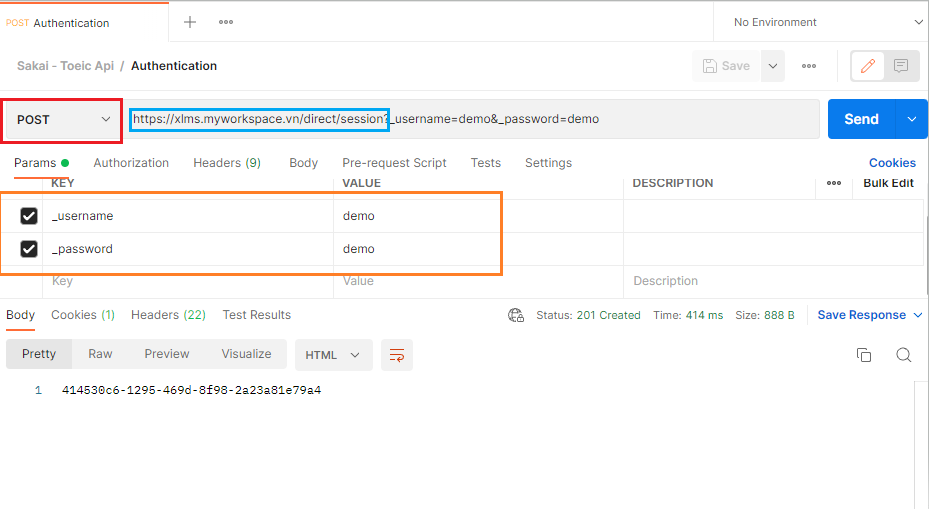 POST Authentication
No Environment
Sakai - Toeic Api / Authentication
Save
POST https://xlms.myworkspace.vn/direct/session?_username=demo&_password=demo Send
Params Authorization Headers (9) Body Pre-request Script Tests Settings Cookies
KEY VALUE DESCRIPTION Bulk Edit
_username demo
_password demo
Key Value Description
Body Cookies (1) Headers (22) Test Results Status: 201 Created Time: 414 ms Size: 888 B Save Response
Pretty Raw Preview Visualize HTML
1 414530c6-1295-469d-8f98-2a23a81e79a4